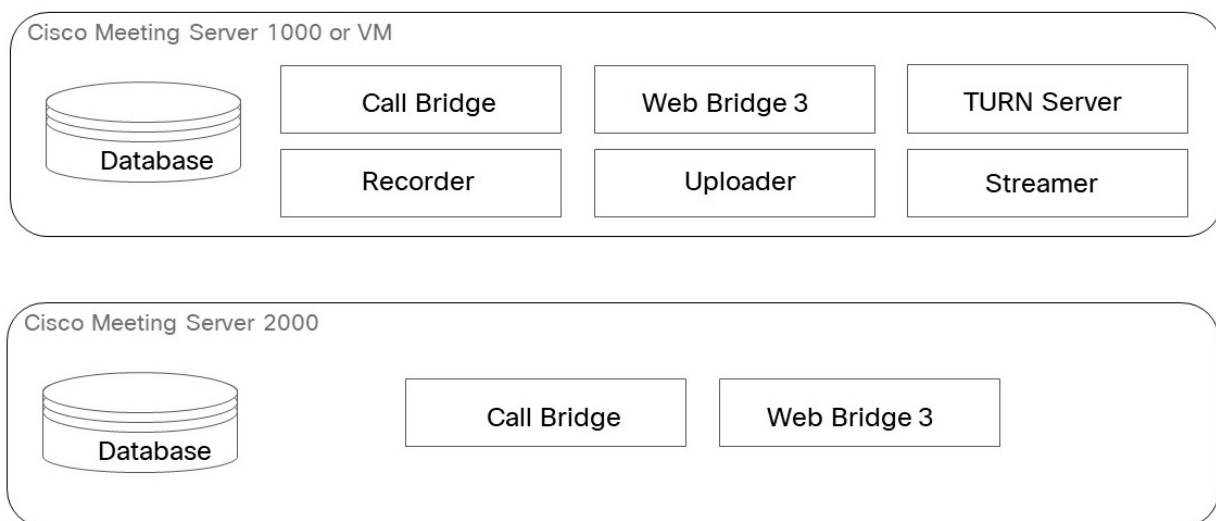 Cisco Meeting Server 1000 or VM
Call Bridge
Web Bridge 3
TURN Server
Database
Recorder
Uploader
Streamer
Cisco Meeting Server 2000
Call Bridge
Web Bridge 3
Database